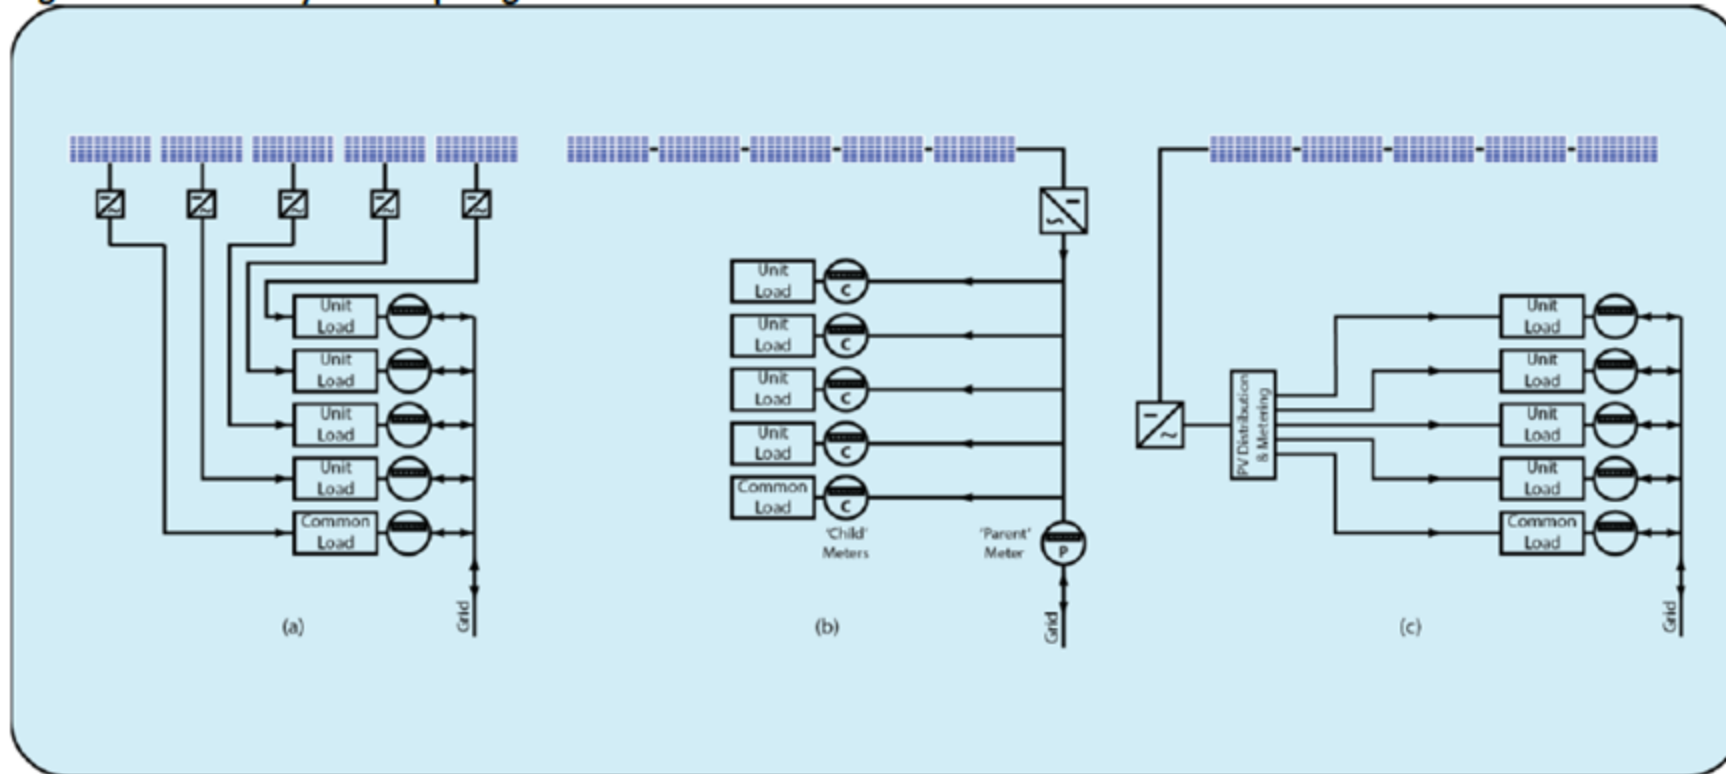 Unit
Load
Unit
Load
Unit
Load
Unit
Load
Common
Load
Grid
(a)
Unit
Load
C
Unit
Load
C
Unit
Load
C
Unit
Load
C
Common
Load
C
'Child'
Meters
'Parent'
Meter
P
Grid
(b)
PV Distribution
& Metering
Unit
Load
Unit
Load
Unit
Load
Unit
Load
Common
Load
Grid
(c)